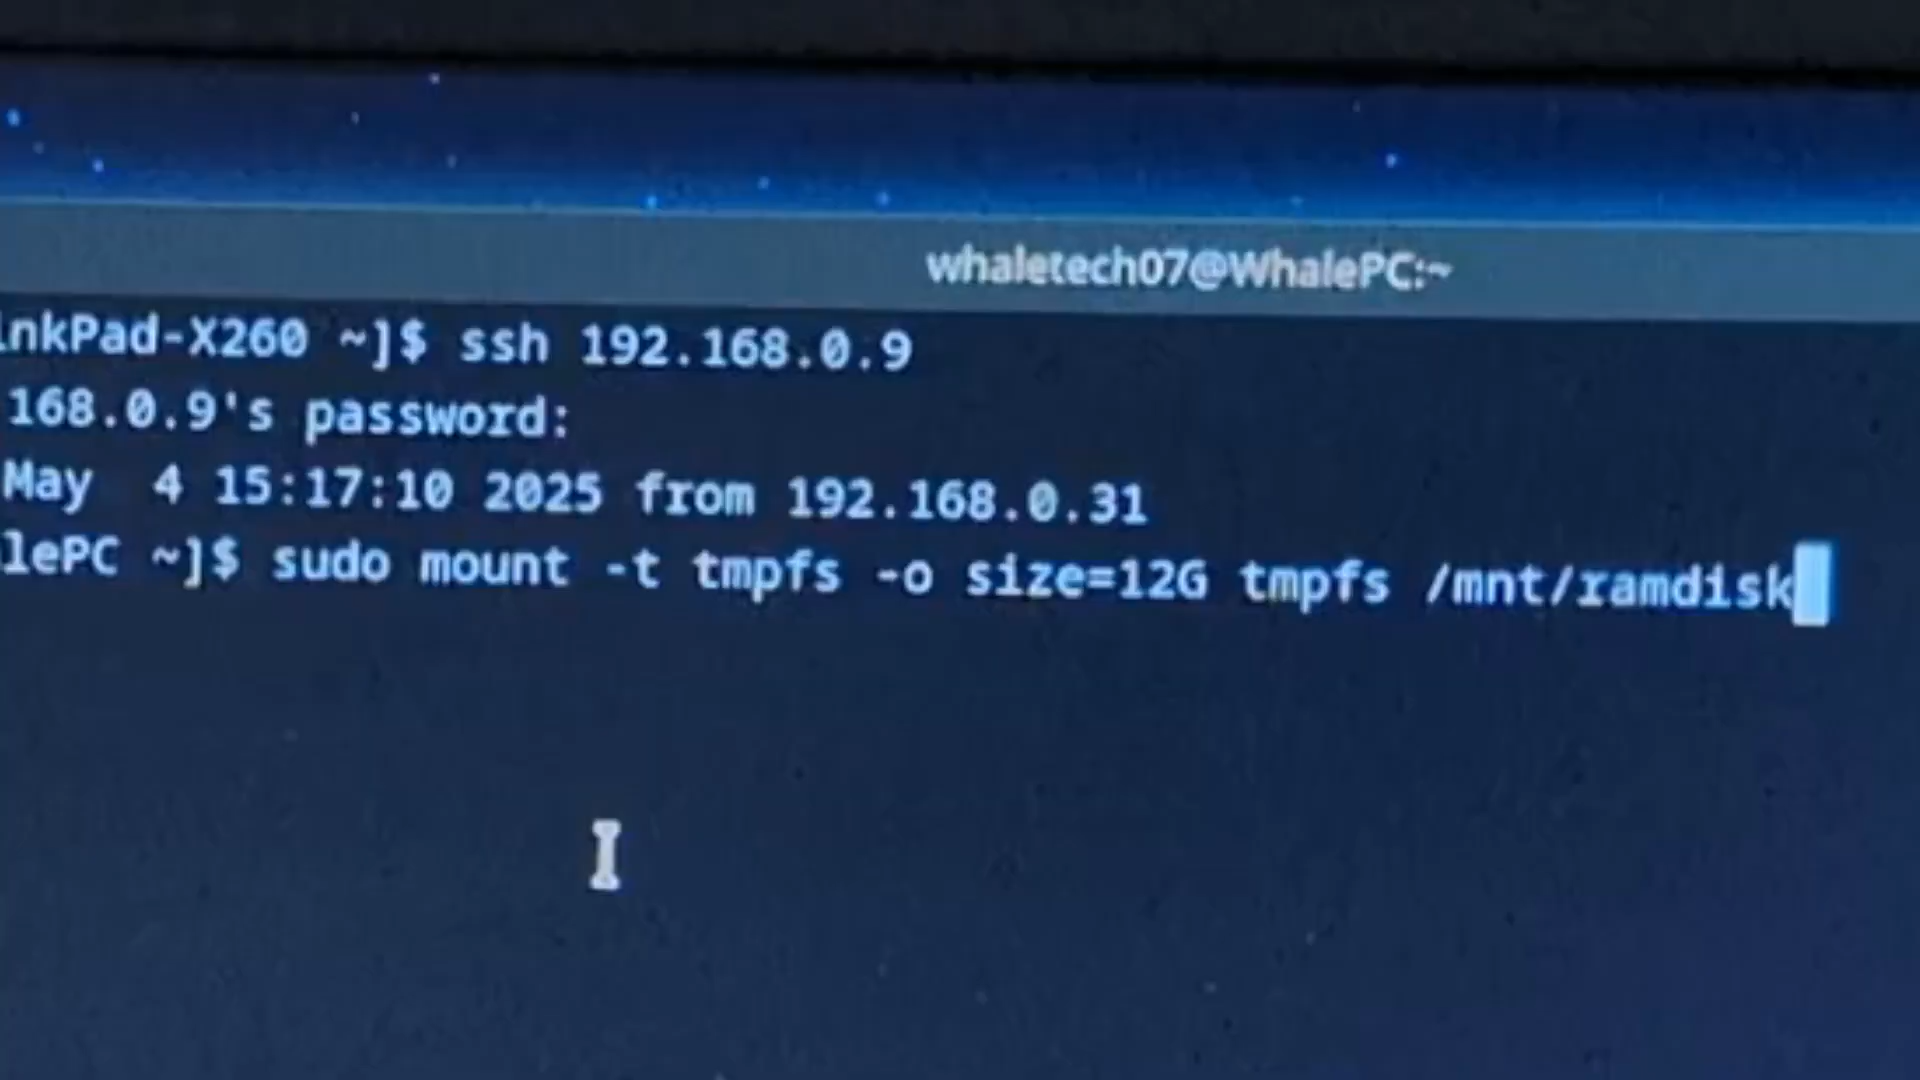 whaletech07@WhalePC:~
inkPad-X260 ~]$ ssh 192.168.0.9
168.0.9's password:
May  4 15:17:10 2025 from 192.168.0.31
lePC ~]$ sudo mount -t tmpfs -o size=12G tmpfs /mnt/ramdisk